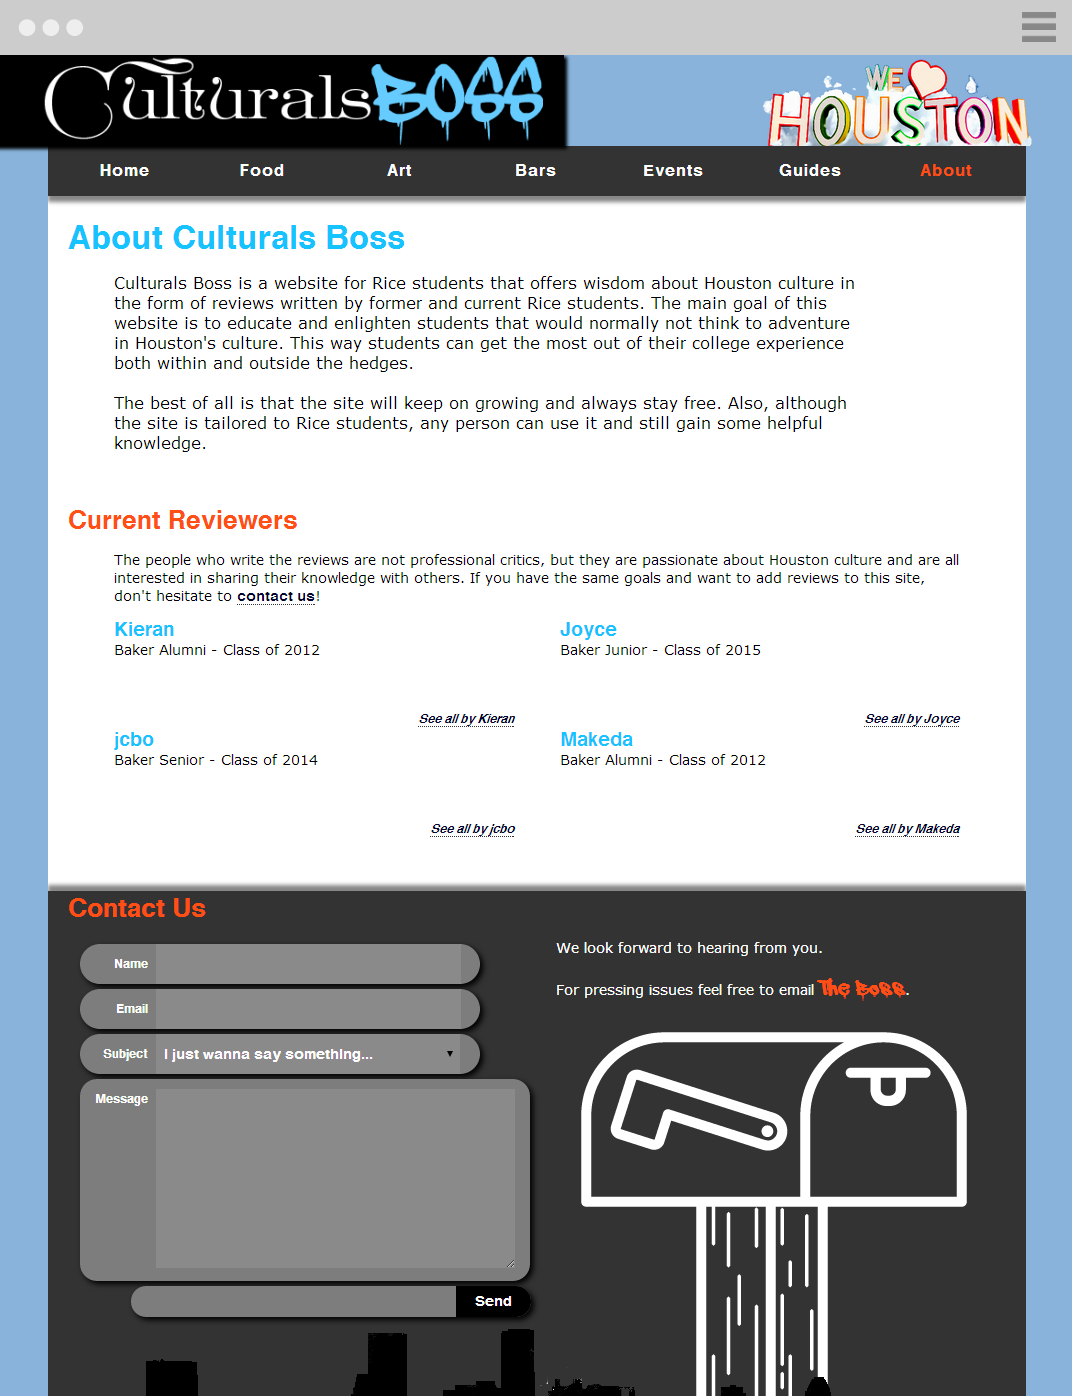 Culturals BOSS
WE
HOUSTON
Home Food Art Bars Events Guides About
About Culturals Boss
Culturals Boss is a website for Rice students that offers wisdom about Houston culture in
the form of reviews written by former and current Rice students. The main goal of this
website is to educate and enlighten students that would normally not think to adventure
in Houston's culture. This way students can get the most out of their college experience
both within and outside the hedges.
The best of all is that the site will keep on growing and always stay free. Also, although
the site is tailored to Rice students, any person can use it and still gain some helpful
knowledge.
Current Reviewers
The people who write the reviews are not professional critics, but they are passionate about Houston culture and are all
interested in sharing their knowledge with others. If you have the same goals and want to add reviews to this site,
don't hesitate to contact us!
Kieran
Baker Alumni - Class of 2012
See all by Kieran
Joyce
Baker Junior - Class of 2015
See all by Joyce
jcbo
Baker Senior - Class of 2014
See all by jcbo
Makeda
Baker Alumni - Class of 2012
See all by Makeda
Contact Us
Name
Email
Subject I just wanna say something...
Message
Send
We look forward to hearing from you.
For pressing issues feel free to email The Boss.